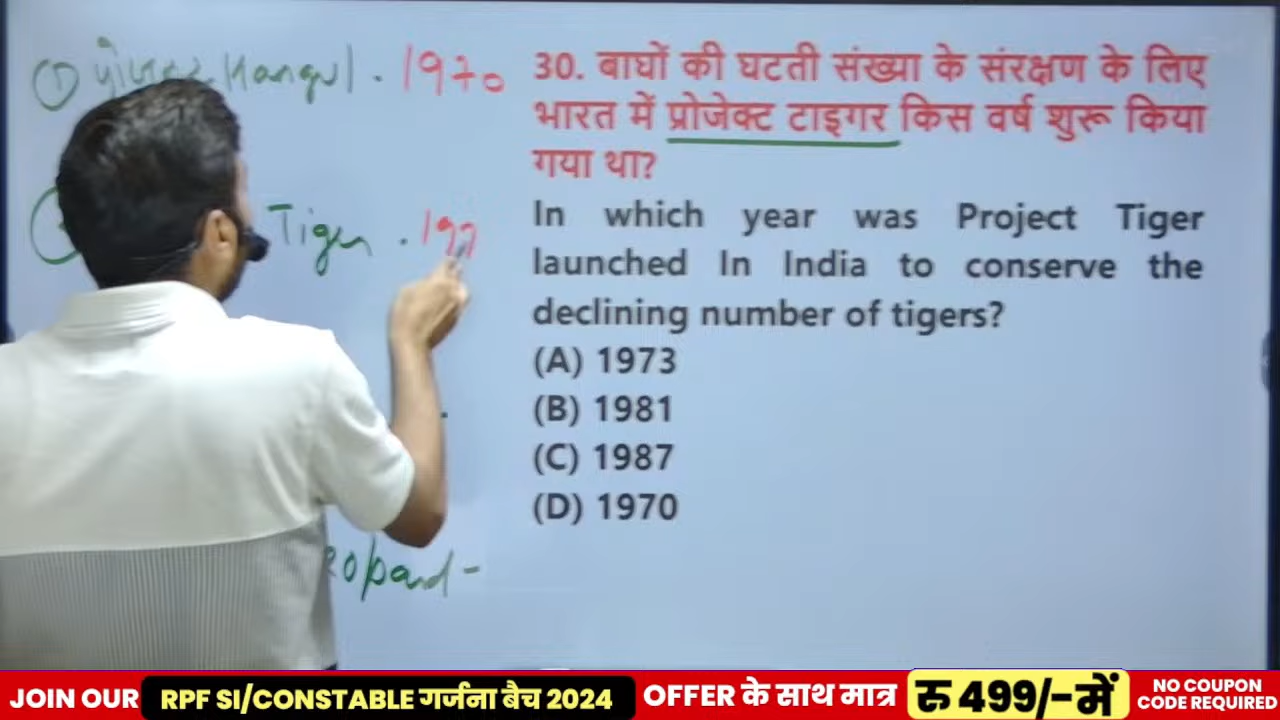 ① Hangul . 1970
30. बाघों की घटती संख्या के संरक्षण के लिए
भारत में प्रोजेक्ट टाइगर किस वर्ष शुरू किया
गया था?
Tiger . 197
In which year was Project Tiger
launched In India to conserve the
declining number of tigers?
(A) 1973
(B) 1981
(C) 1987
(D) 1970
JOIN OUR RPF SI/CONSTABLE गर्जना बैच 2024 OFFER के साथ मात्र रु 499/-में NO COUPON
CODE REQUIRED